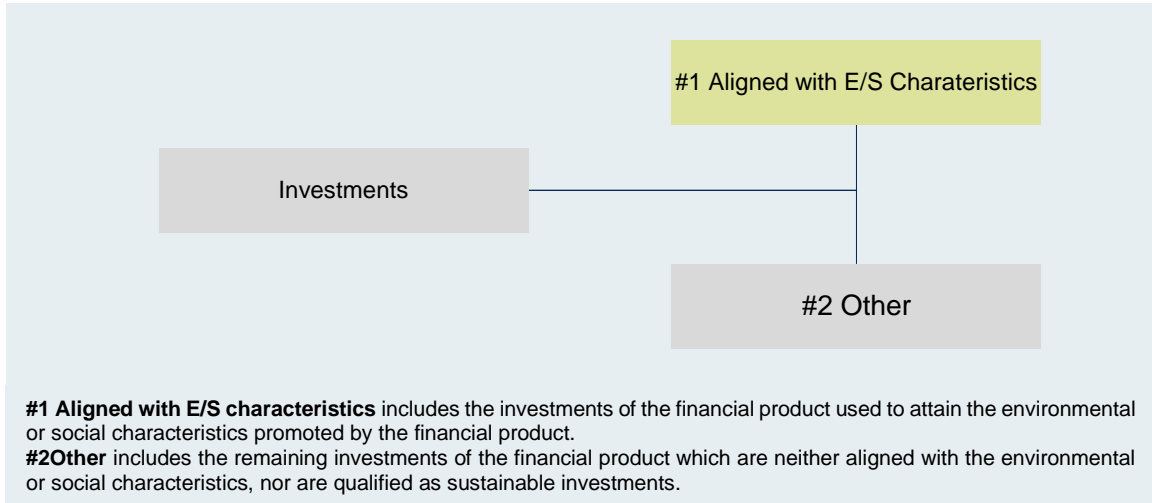 #1 Aligned with E/S Charateristics
Investments
#2 Other
#1 Aligned with E/S characteristics includes the investments of the financial product used to attain the environmental
or social characteristics promoted by the financial product.
#2Other includes the remaining investments of the financial product which are neither aligned with the environmental
or social characteristics, nor are qualified as sustainable investments.